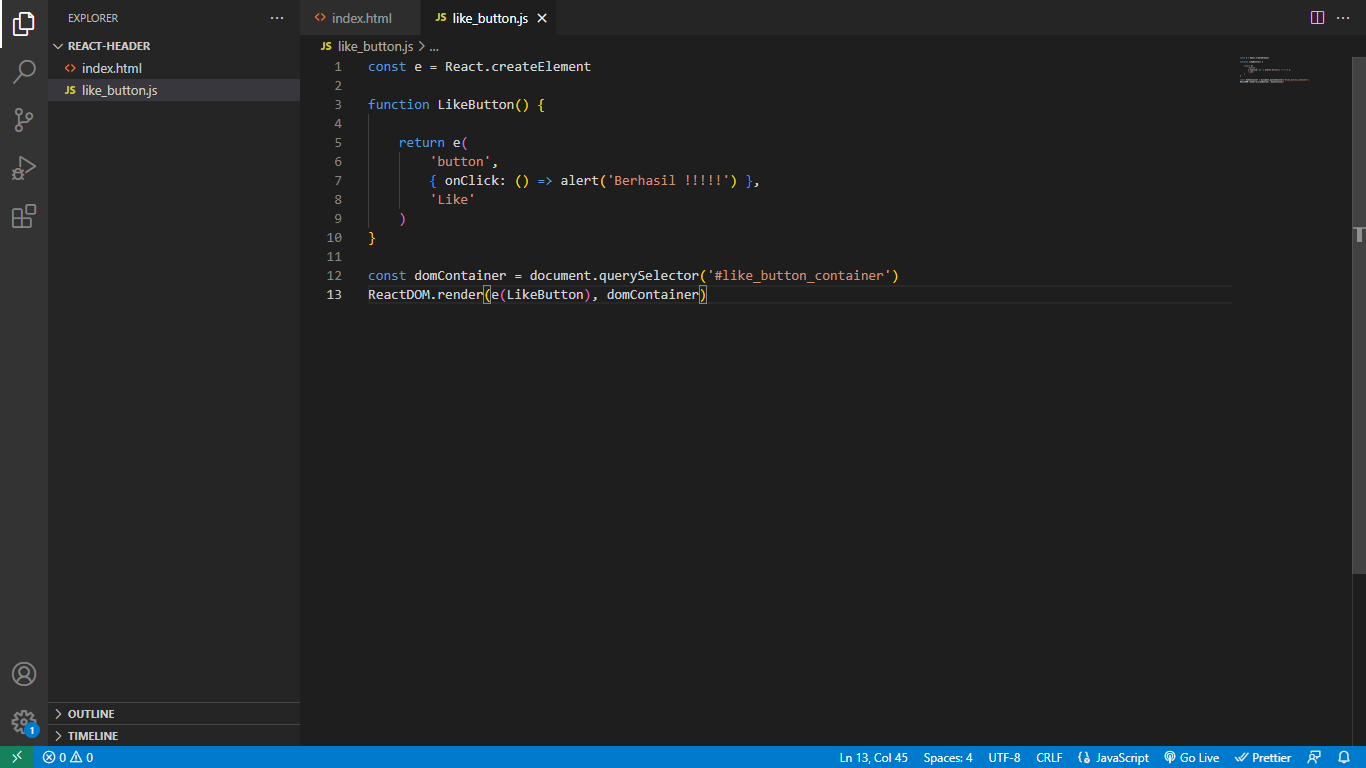 EXPLORER
REACT-HEADER
index.html
JS like_button.js
OUTLINE
TIMELINE
index.html
JS like_button.js
JS like_button.js > ...
1 const e = React.createElement
2
3 function LikeButton() {
4
5 return e(
6 'button',
7 { onClick: () => alert('Berhasil !!!!!') },
8 'Like'
9 )
10 }
11
12 const domContainer = document.querySelector('#like_button_container')
13 ReactDOM.render(e(LikeButton), domContainer)
1
0 0
Ln 13, Col 45 Spaces: 4 UTF-8 CRLF JavaScript Go Live Prettier